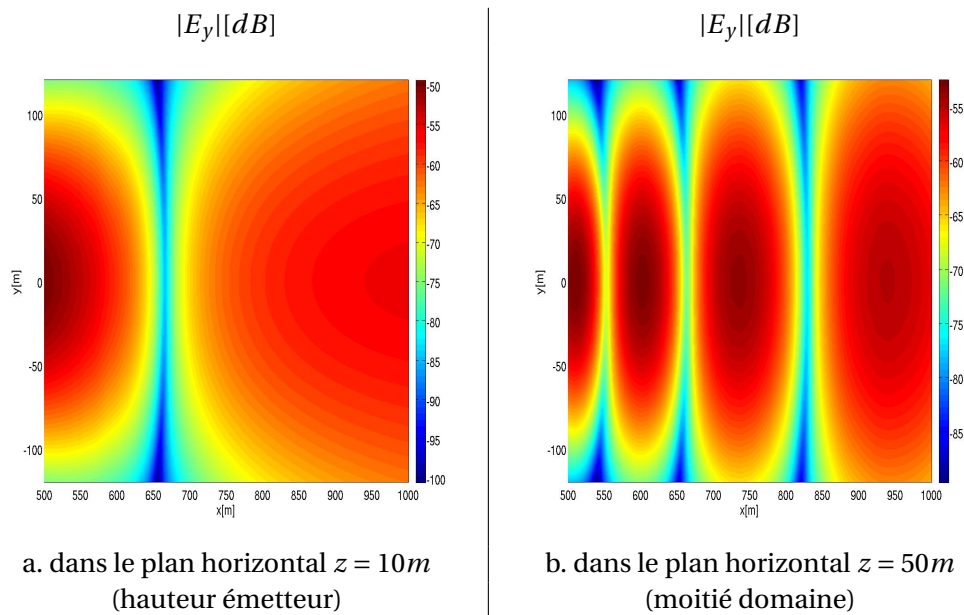 |E_y|[dB]
100
50
0
-50
-100
y[m]
500 550 600 650 700 750 800 850 900 950 1000
x[m]
-50
-55
-60
-65
-70
-75
-80
-85
-90
-95
-100
a. dans le plan horizontal z = 10m
(hauteur émetteur)
|E_y|[dB]
100
50
0
-50
-100
y[m]
500 550 600 650 700 750 800 850 900 950 1000
x[m]
-55
-60
-65
-70
-75
-80
-85
b. dans le plan horizontal z = 50m
(moitié domaine)